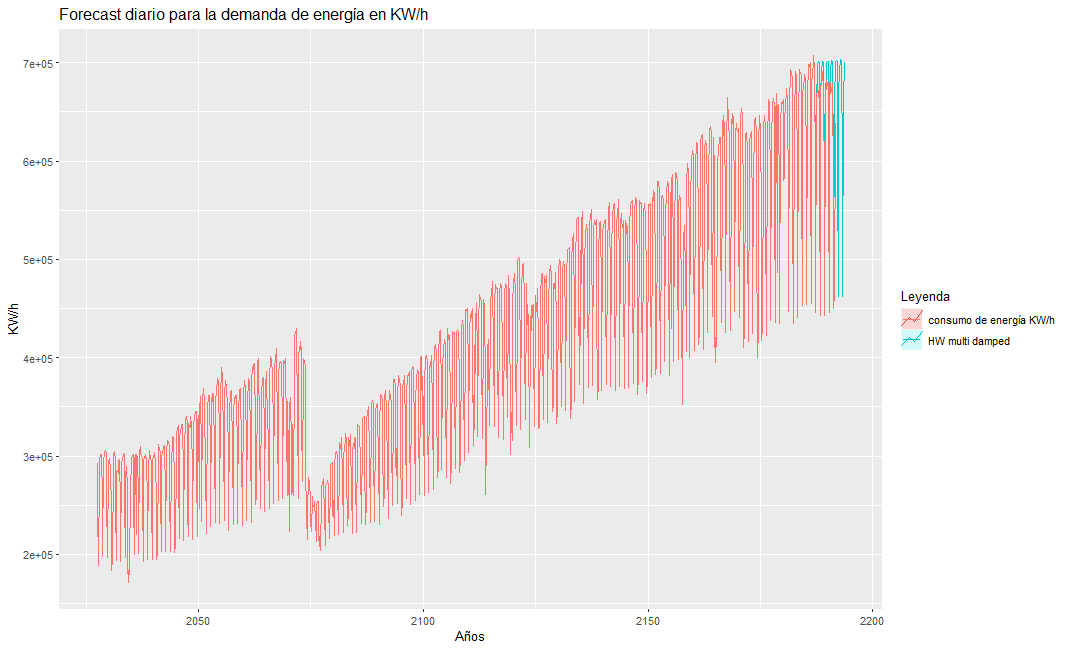 Forecast diario para la demanda de energía en KW/h
KW/h
7e+05
6e+05
5e+05
4e+05
3e+05
2e+05
2050
2100
2150
2200
Años
Leyenda
consumo de energía KW/h
HW multi damped